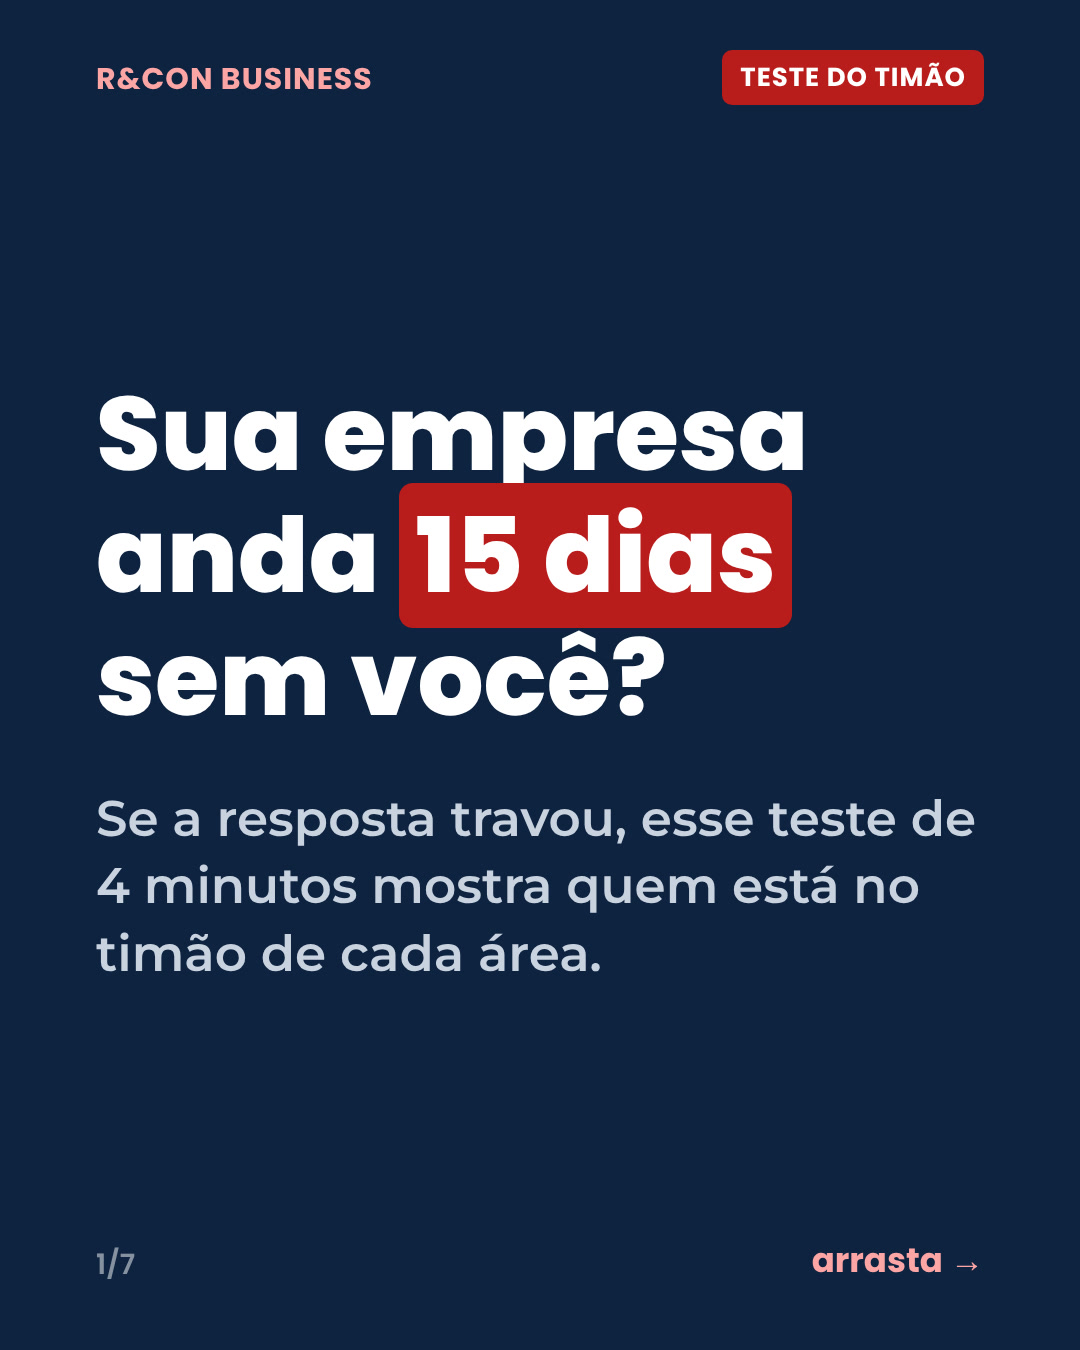 R&CON BUSINESS
TESTE DO TIMÃO
Sua empresa
anda 15 dias
sem você?
Se a resposta travou, esse teste de
4 minutos mostra quem está no
timão de cada área.
1/7
arrasta →